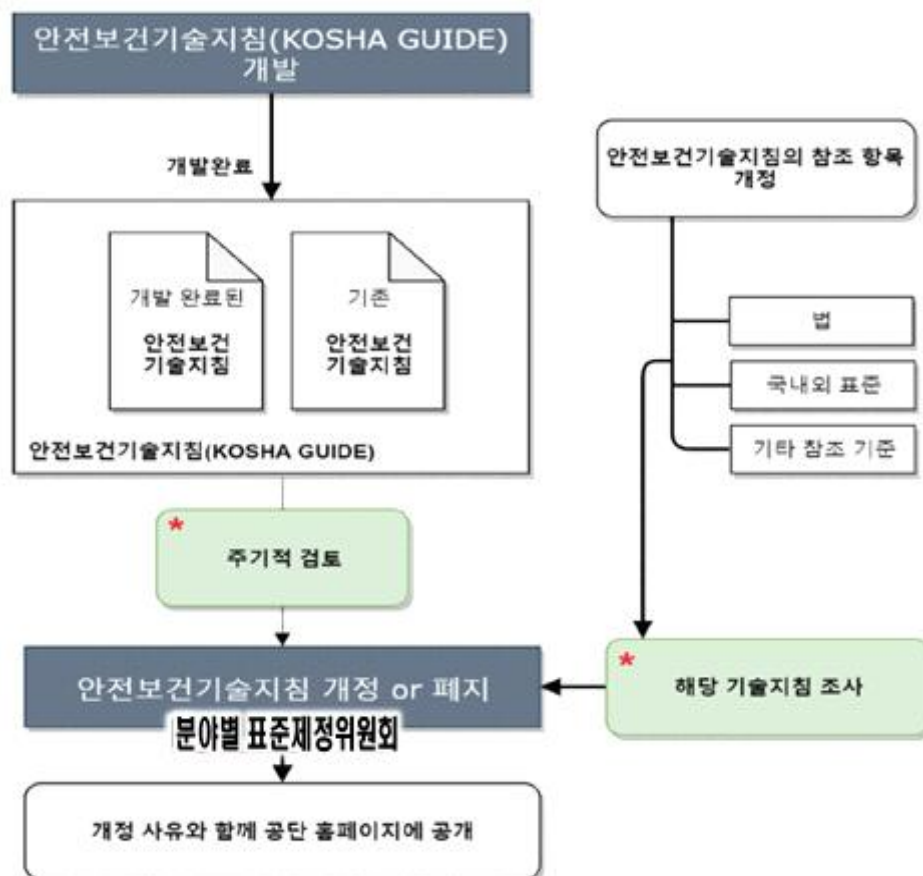 안전보건기술지침(KOSHA GUIDE)
개발
개발완료
개발 완료된
안전보건
기술지침
기존
안전보건
기술지침
안전보건기술지침(KOSHA GUIDE)
* 주기적 검토
안전보건기술지침의 참조 항목
개정
법
국내외 표준
기타 참조 기준
* 해당 기술지침 조사
안전보건기술지침 개정 or 폐지
분야별 표준제정위원회
개정 사유와 함께 공단 홈페이지에 공개